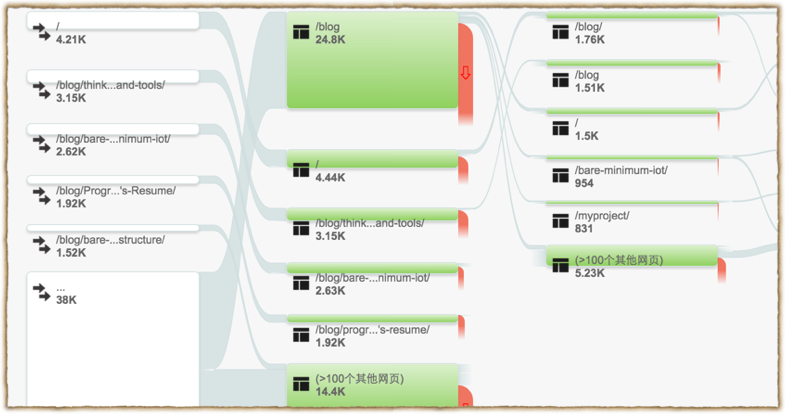 /
4.21K
/blog/think...and-tools/
3.15K
/blog/bare-...nimum-iot/
2.62K
/blog/Progr...'s-Resume/
1.92K
/blog/bare-...structure/
1.52K
...
38K
/blog
24.8K
/
4.44K
/blog/think...and-tools/
3.15K
/blog/bare-...nimum-iot/
2.63K
/blog/progr...'s-resume/
1.92K
(>100个其他网页)
14.4K
/blog/
1.76K
/blog
1.51K
/
1.5K
/bare-minimum-iot/
954
/myproject/
831
(>100个其他网页)
5.23K